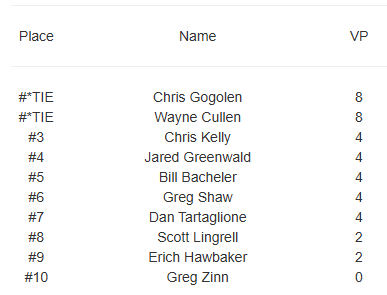 Place Name VP
#*TIE Chris Gogolen 8
#*TIE Wayne Cullen 8
#3 Chris Kelly 4
#4 Jared Greenwald 4
#5 Bill Bacheler 4
#6 Greg Shaw 4
#7 Dan Tartaglione 4
#8 Scott Lingrell 2
#9 Erich Hawbaker 2
#10 Greg Zinn 0